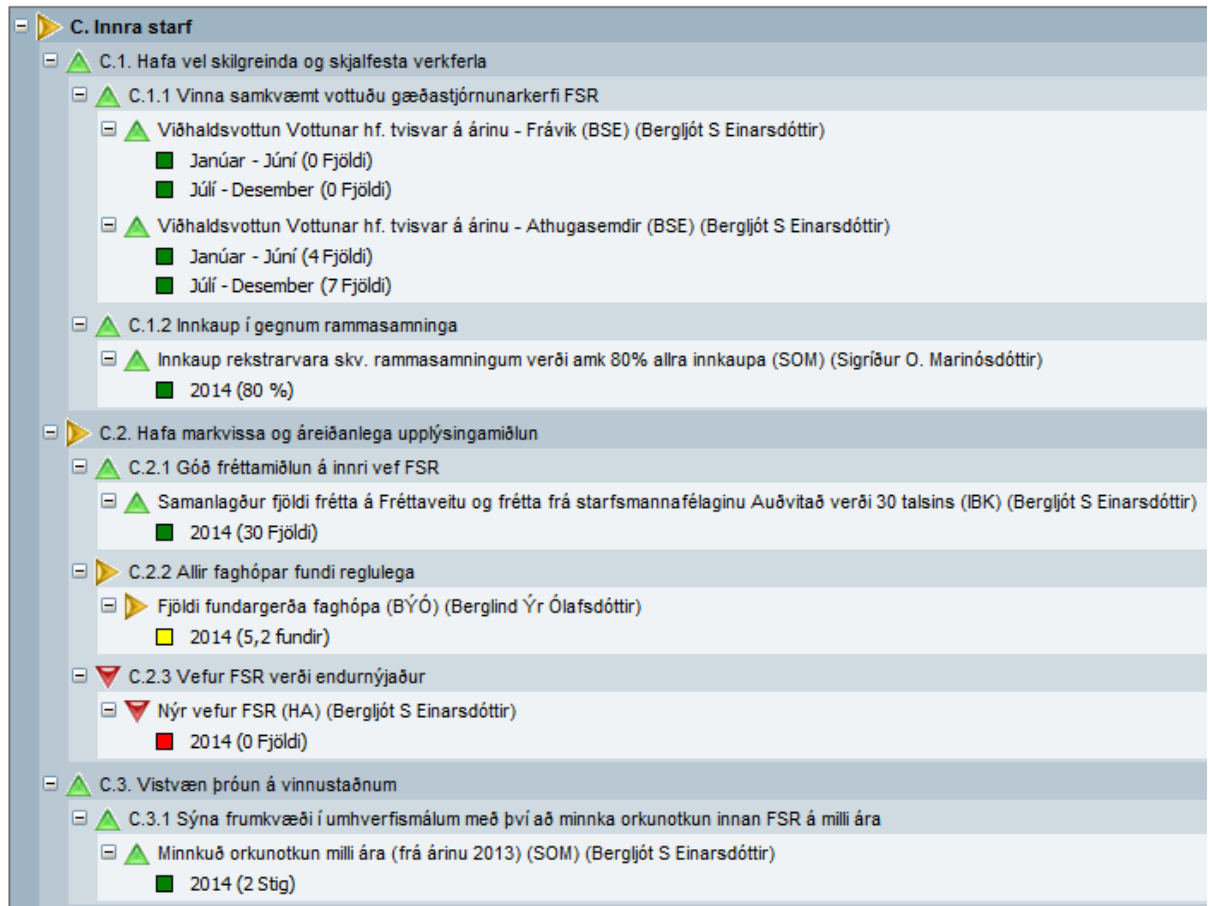 C. Innra starf
C.1. Hafa vel skilgreinda og skjalfesta verkferla
C.1.1 Vinna samkvæmt vottuðu gæðastjórnunarkerfi FSR
Viðhaldsvottun Vottunar hf. tvisvar á árinu - Frávik (BSE) (Bergljót S Einarsdóttir)
Janúar - Júní (0 Fjöldi)
Júlí - Desember (0 Fjöldi)
Viðhaldsvottun Vottunar hf. tvisvar á árinu - Athugasemdir (BSE) (Bergljót S Einarsdóttir)
Janúar - Júní (4 Fjöldi)
Júlí - Desember (7 Fjöldi)
C.1.2 Innkaup í gegnum rammasamninga
Innkaup rekstrarvara skv. rammasamningum verði amk 80% allra innkaupa (SOM) (Sigríður O. Marinósdóttir)
2014 (80 %)
C.2. Hafa markvissa og áreiðanlega upplýsingamiðlun
C.2.1 Góð fréttamiðlun á innri vef FSR
Samanlagður fjöldi frétta á Fréttaveitu og frétta frá starfsmannafélaginu Auðvitað verði 30 talsins (IBK) (Bergljót S Einarsdóttir)
2014 (30 Fjöldi)
C.2.2 Allir faghópar fundi reglulega
Fjöldi fundargerða faghópa (BÝÓ) (Berglind Ýr Ólafsdóttir)
2014 (5,2 fundir)
C.2.3 Vefur FSR verði endurnýjaður
Nýr vefur FSR (HA) (Bergljót S Einarsdóttir)
2014 (0 Fjöldi)
C.3. Vistvæn þróun á vinnustaðnum
C.3.1 Sýna frumkvæði í umhverfismálum með því að minnka orkunotkun innan FSR á milli ára
Minnkuð orkunotkun milli ára (frá árinu 2013) (SOM) (Bergljót S Einarsdóttir)
2014 (2 Stig)